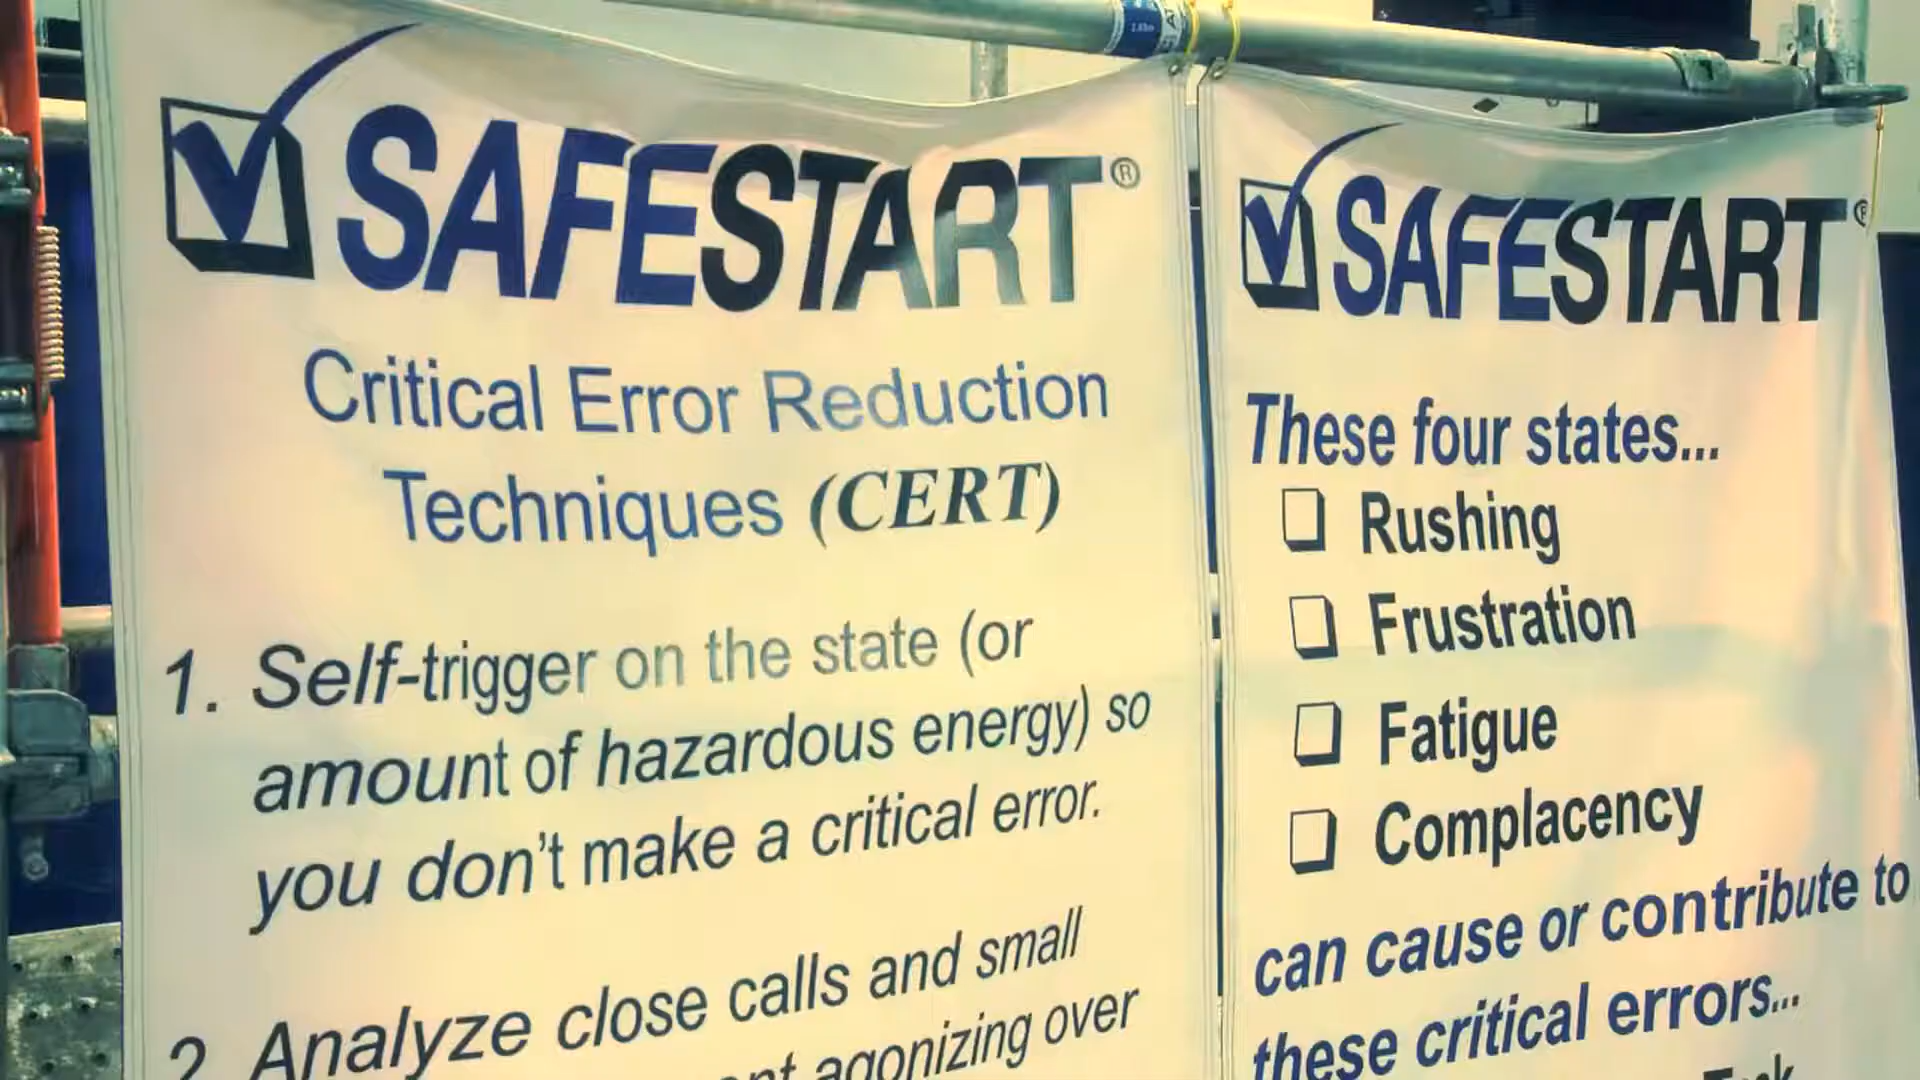 SAFESTART®
Critical Error Reduction
Techniques (CERT)
1. Self-trigger on the state (or
amount of hazardous energy) so
you don't make a critical error.
2. Analyze close calls and small
agonizing over
SAFESTART®
These four states...
❑ Rushing
❑ Frustration
❑ Fatigue
❑ Complacency
can cause or contribute to
these critical errors...